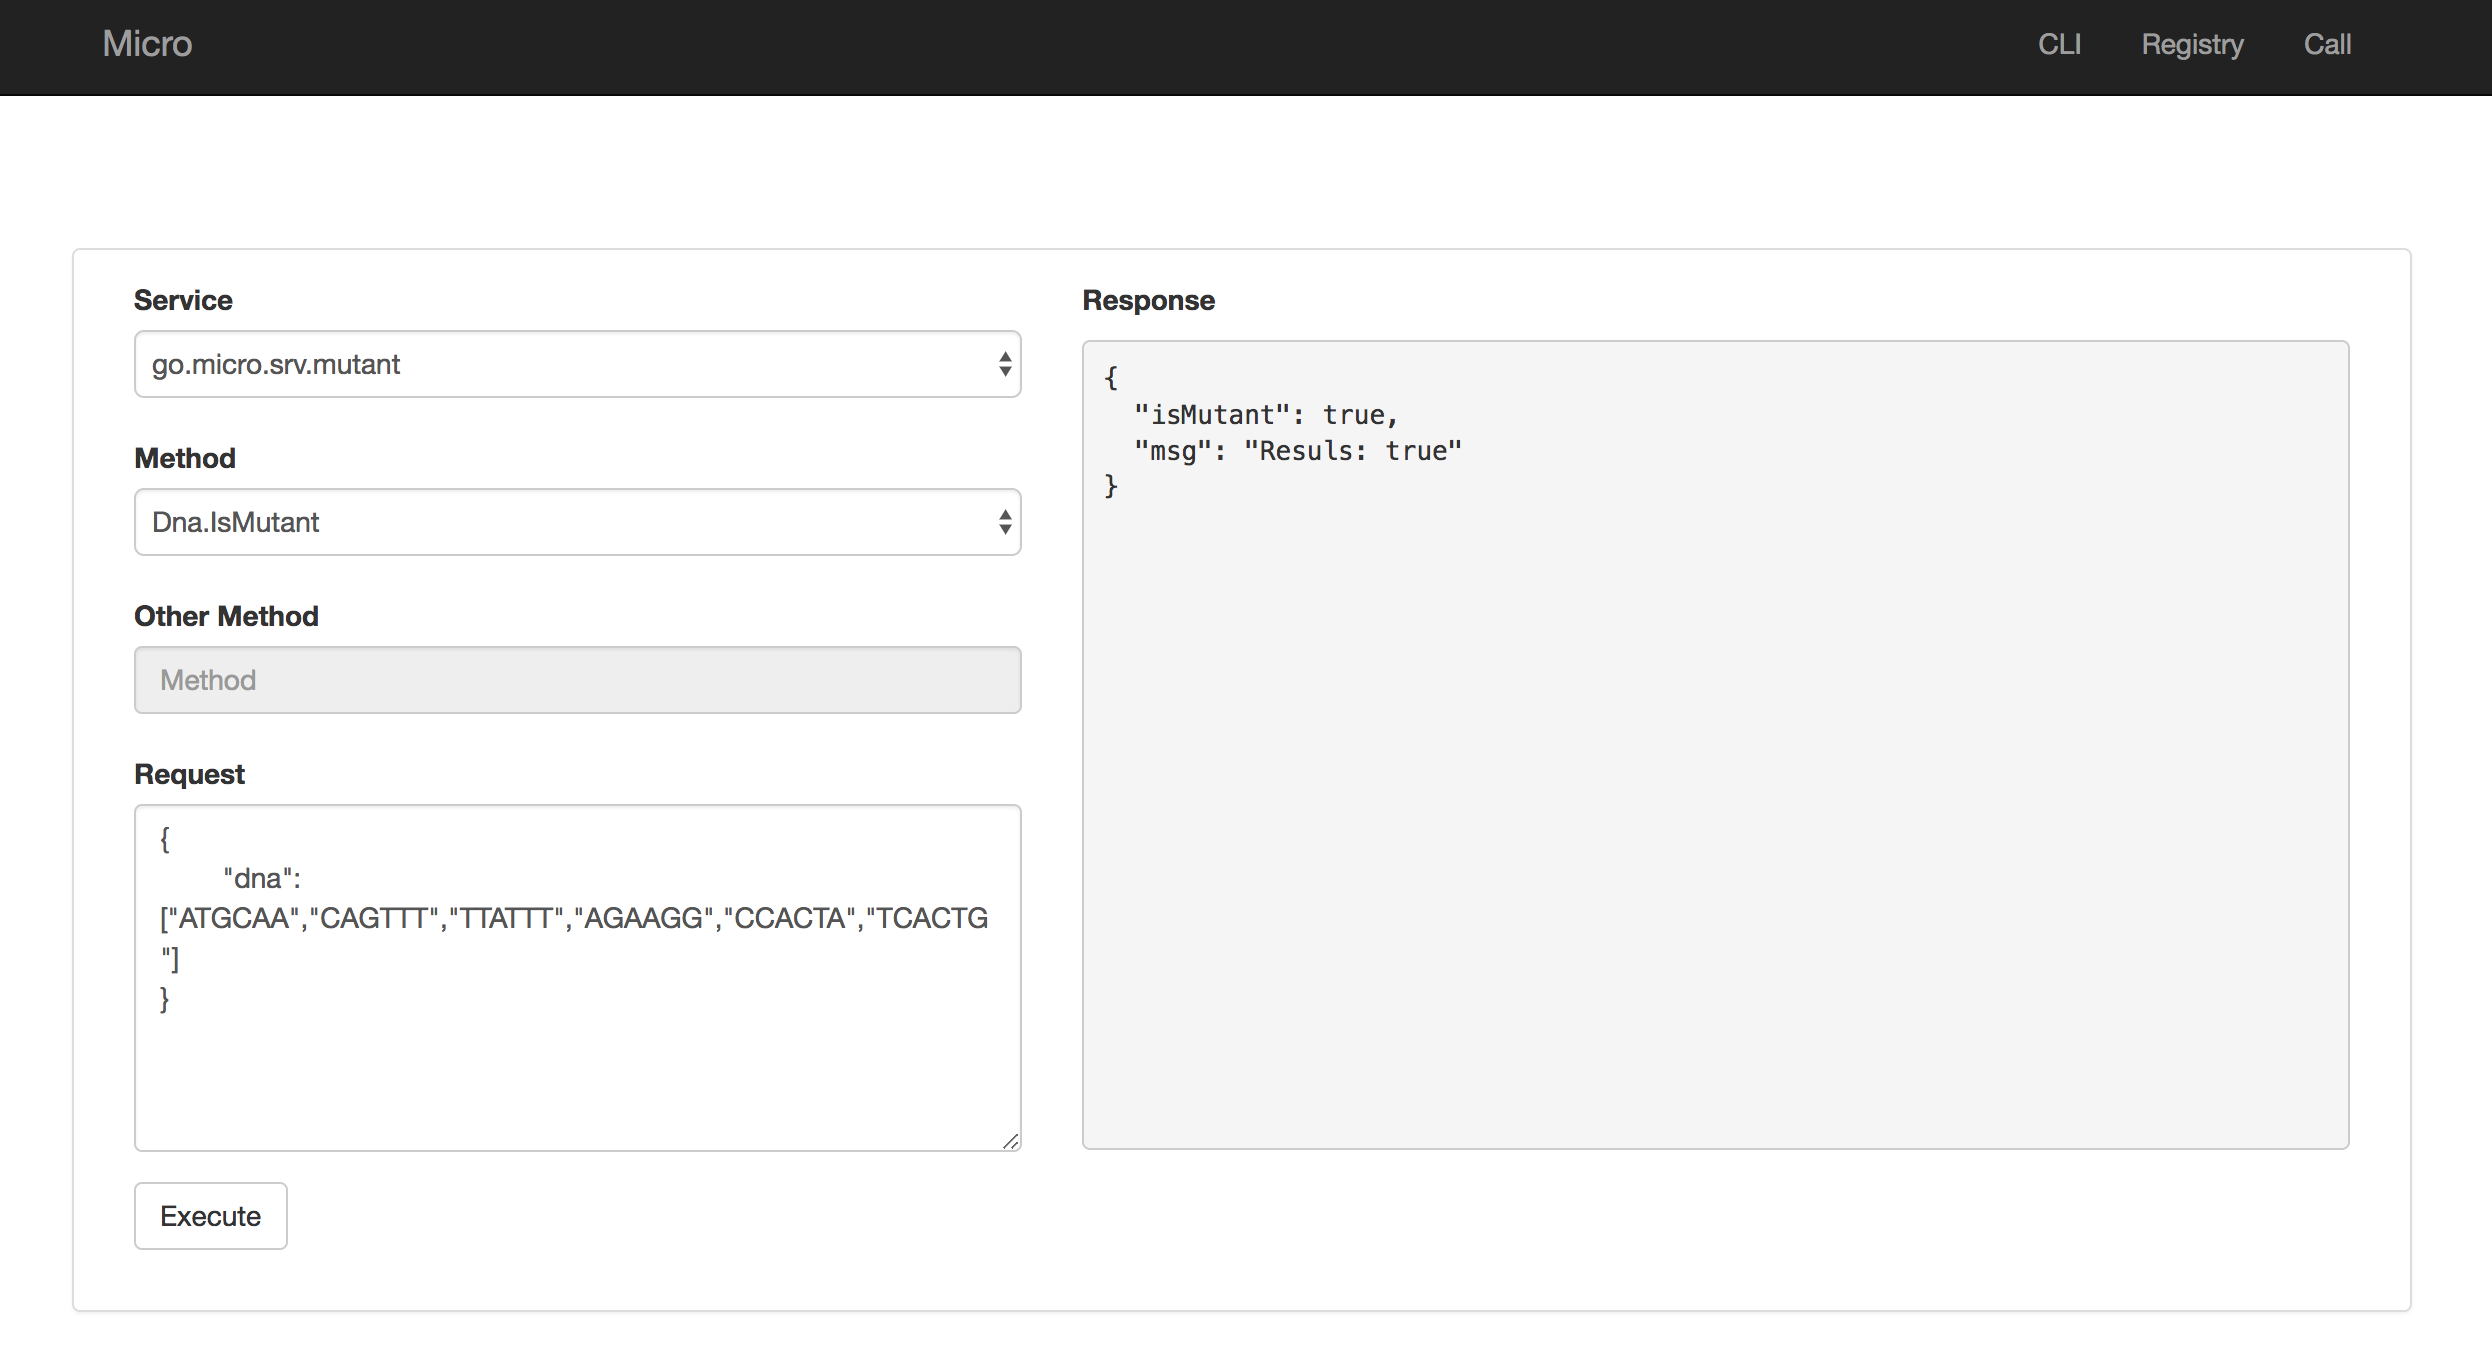 Micro
CLI Registry Call
Service
go.micro.srv.mutant
Method
Dna.IsMutant
Other Method
Method
Request
{
"dna":
["ATGCAA","CAGTTT","TTATTT","AGAAGG","CCACTA","TCACTG
"]
}
Execute
Response
{
"isMutant": true,
"msg": "Resuls: true"
}